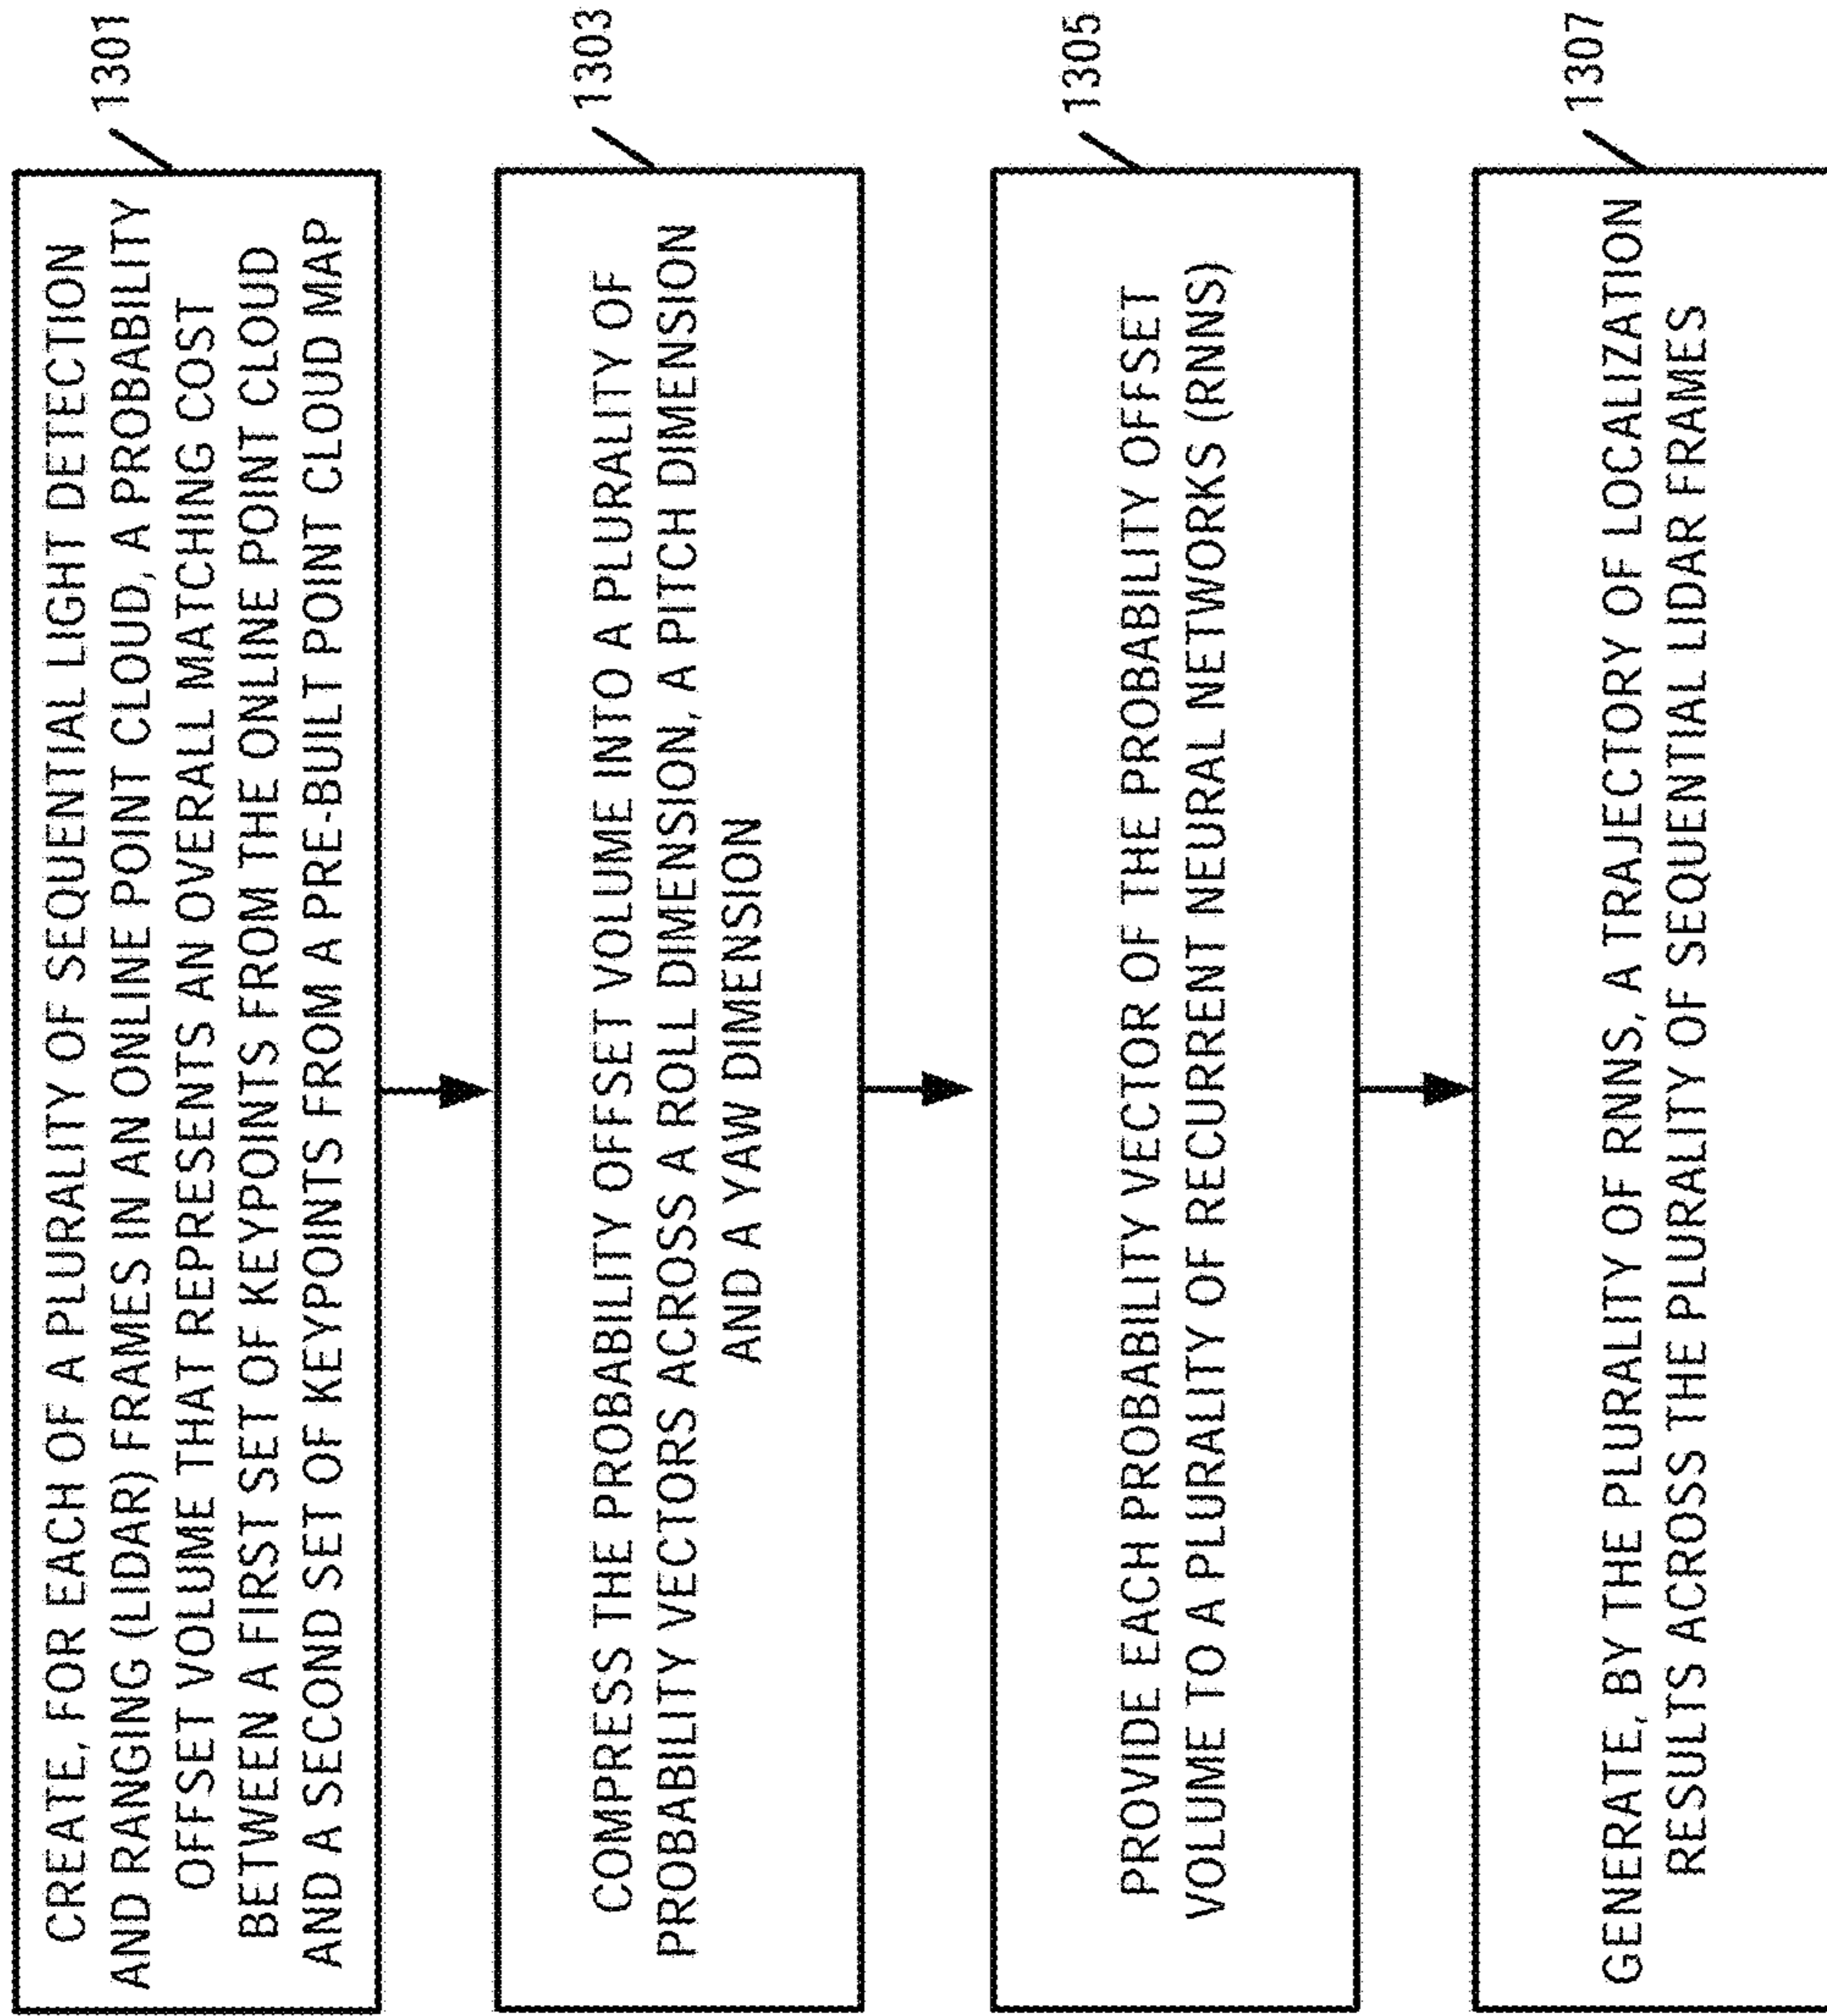 CREATE, FOR EACH OF A PLURALITY OF SEQUENTIAL LIGHT DETECTION
AND RANGING (LIDAR) FRAMES IN AN ONLINE POINT CLOUD, A PROBABILITY
OFFSET VOLUME THAT REPRESENTS AN OVERALL MATCHING COST
BETWEEN A FIRST SET OF KEYPOINTS FROM THE ONLINE POINT CLOUD
AND A SECOND SET OF KEYPOINTS FROM A PRE-BUILT POINT CLOUD MAP
1301
COMPRESS THE PROBABILITY OFFSET VOLUME INTO A PLURALITY OF
PROBABILITY VECTORS ACROSS A ROLL DIMENSION, A PITCH DIMENSION
AND A YAW DIMENSION
1303
PROVIDE EACH PROBABILITY VECTOR OF THE PROBABILITY OFFSET
VOLUME TO A PLURALITY OF RECURRENT NEURAL NETWORKS (RNNS)
1305
GENERATE, BY THE PLURALITY OF RNNS, A TRAJECTORY OF LOCALIZATION
RESULTS ACROSS THE PLURALITY OF SEQUENTIAL LIDAR FRAMES
1307